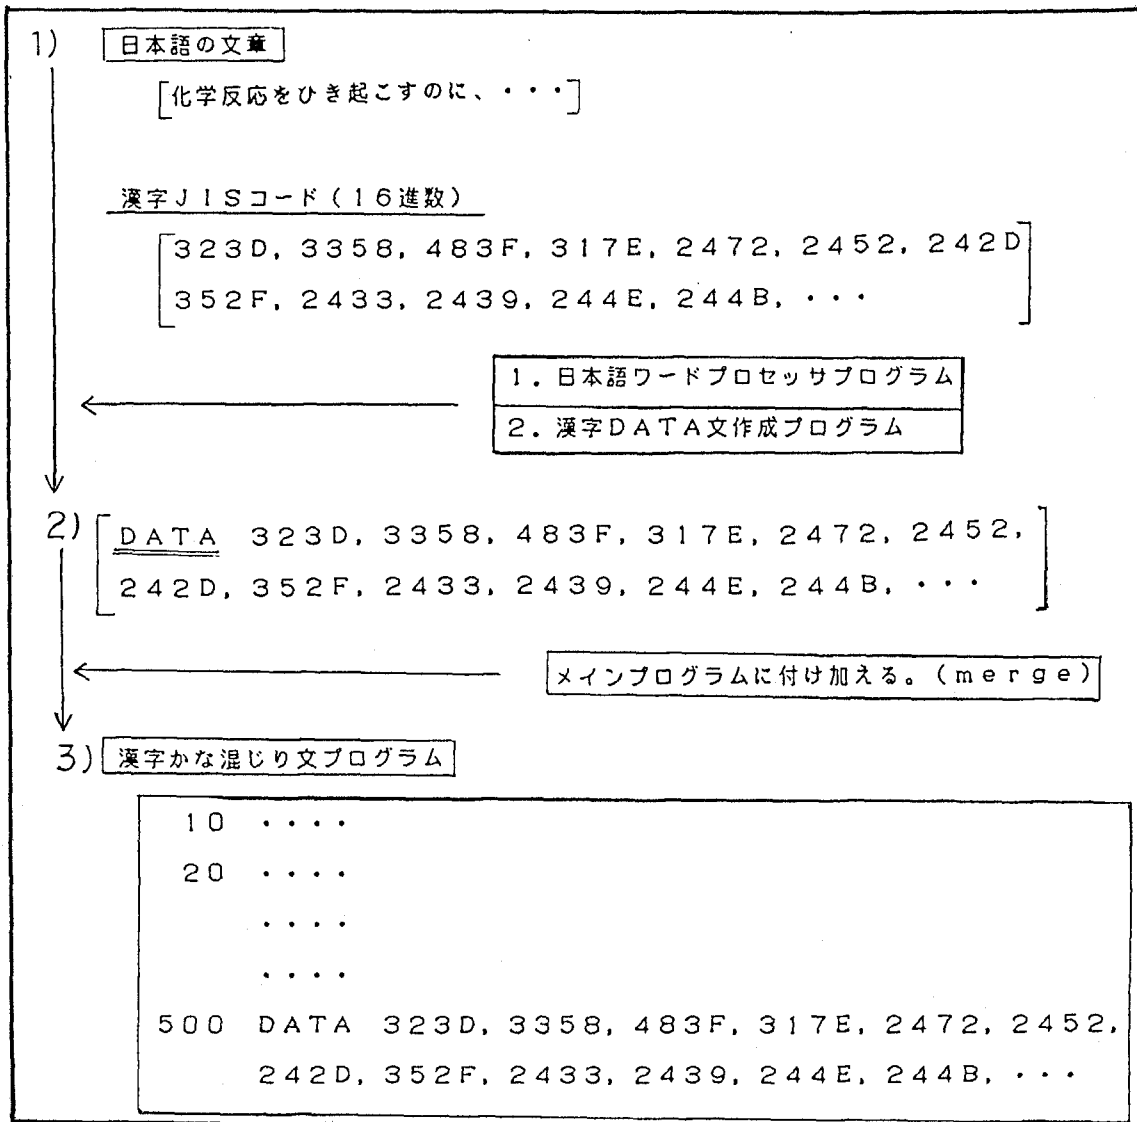 1) 日本語の文章
[化学反応をひき起こすのに、・・・]
漢字JISコード(16進数)
[323D, 3358, 483F, 317E, 2472, 2452, 242D
352F, 2433, 2439, 244E, 244B, ・・・]
1. 日本語ワードプロセッサプログラム
2. 漢字DATA文作成プログラム
2) [DATA 323D, 3358, 483F, 317E, 2472, 2452,
242D, 352F, 2433, 2439, 244E, 244B, ・・・]
メインプログラムに付け加える。(merge)
3) 漢字かな混じり文プログラム
10 ・・・・
20 ・・・・
・・・・
・・・・
500 DATA 323D, 3358, 483F, 317E, 2472, 2452,
242D, 352F, 2433, 2439, 244E, 244B, ・・・